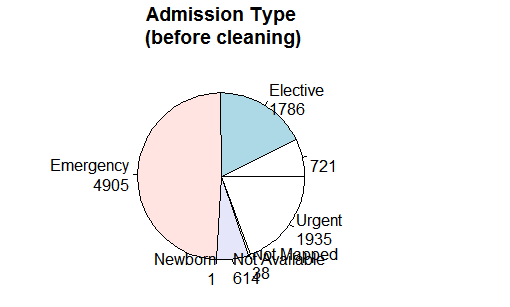 Admission Type
(before cleaning)
Elective
1786
721
Emergency
4905
Urgent
1935
Not Mapped
38
Not Available
614
Newborn
1